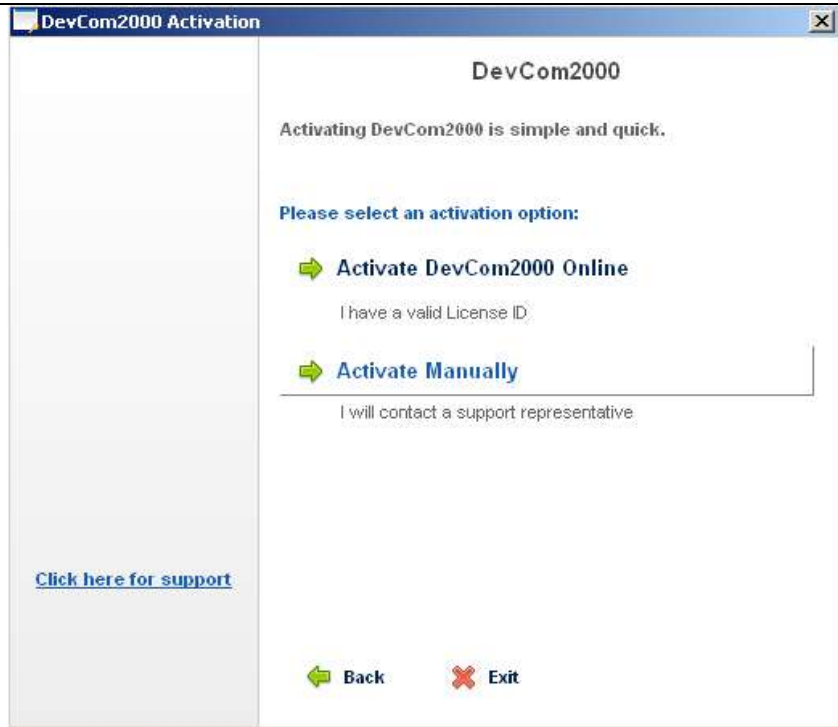 DevCom2000 Activation
DevCom2000
Activating DevCom2000 is simple and quick.
Please select an activation option:
Activate DevCom2000 Online
I have a valid License ID
Activate Manually
I will contact a support representative
Click here for support
Back Exit